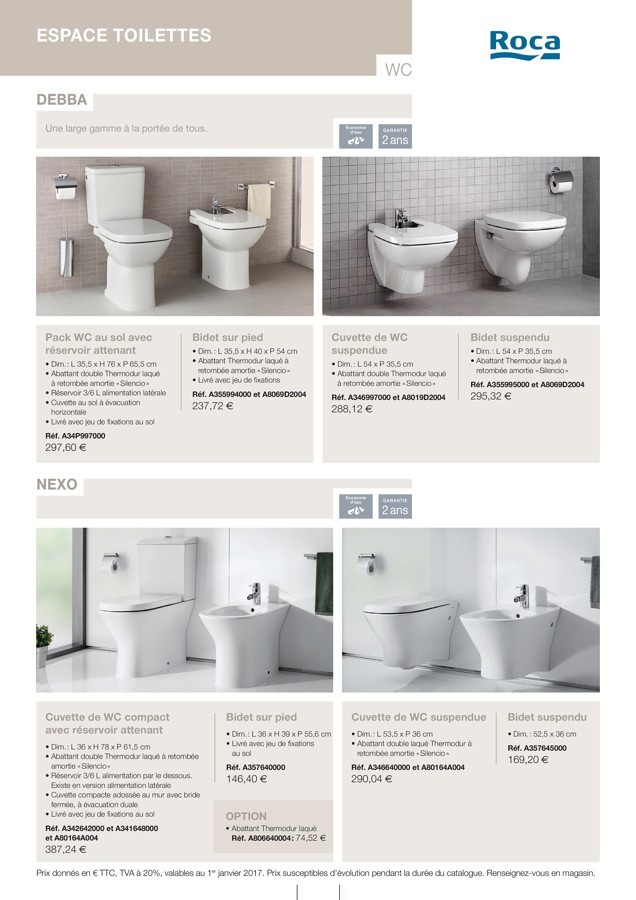 ESPACE TOILETTES
Roca
WC
DEBBA
Une large gamme à la portée de tous.
Économie
d'eau
GARANTIE
2 ans
Pack WC au sol avec
réservoir attenant
• Dim. : L 35,5 x H 76 x P 65,5 cm
• Abattant double Thermodur laqué
à retombée amortie «Silencio»
• Réservoir 3/6 L alimentation latérale
• Cuvette au sol à évacuation
horizontale
• Livré avec jeu de fixations au sol
Réf. A34P997000
297,60 €
Bidet sur pied
• Dim. : L 35,5 x H 40 x P 54 cm
• Abattant Thermodur laqué à
retombée amortie «Silencio»
• Livré avec jeu de fixations
Réf. A355994000 et A8069D2004
237,72 €
Cuvette de WC
suspendue
• Dim. : L 54 x P 35,5 cm
• Abattant double Thermodur laqué
à retombée amortie «Silencio»
Réf. A346997000 et A8019D2004
288,12 €
Bidet suspendu
• Dim. : L 54 x P 35,5 cm
• Abattant Thermodur laqué à
retombée amortie «Silencio»
Réf. A355995000 et A8069D2004
295,32 €
NEXO
Économie
d'eau
GARANTIE
2 ans
Cuvette de WC compact
avec réservoir attenant
• Dim. : L 36 x H 78 x P 61,5 cm
• Abattant double Thermodur laqué à retombée
amortie «Silencio»
• Réservoir 3/6 L alimentation par le dessous.
Existe en version alimentation latérale
• Cuvette compacte adossée au mur avec bride
fermée, à évacuation duale
• Livré avec jeu de fixations au sol
Réf. A342642000 et A341648000
et A80164A004
387,24 €
Bidet sur pied
• Dim. : L 36 x H 39 x P 55,6 cm
• Livré avec jeu de fixations
au sol
Réf. A357640000
146,40 €
OPTION
• Abattant Thermodur laqué
Réf. A806640004 : 74,52 €
Cuvette de WC suspendue
• Dim. : L 53,5 x P 36 cm
• Abattant double laqué Thermodur à
retombée amortie «Silencio»
Réf. A346640000 et A80164A004
290,04 €
Bidet suspendu
• Dim. : 52,5 x 36 cm
Réf. A357645000
169,20 €
Prix donnés en € TTC, TVA à 20%, valables au 1er janvier 2017. Prix susceptibles d'évolution pendant la durée du catalogue. Renseignez-vous en magasin.